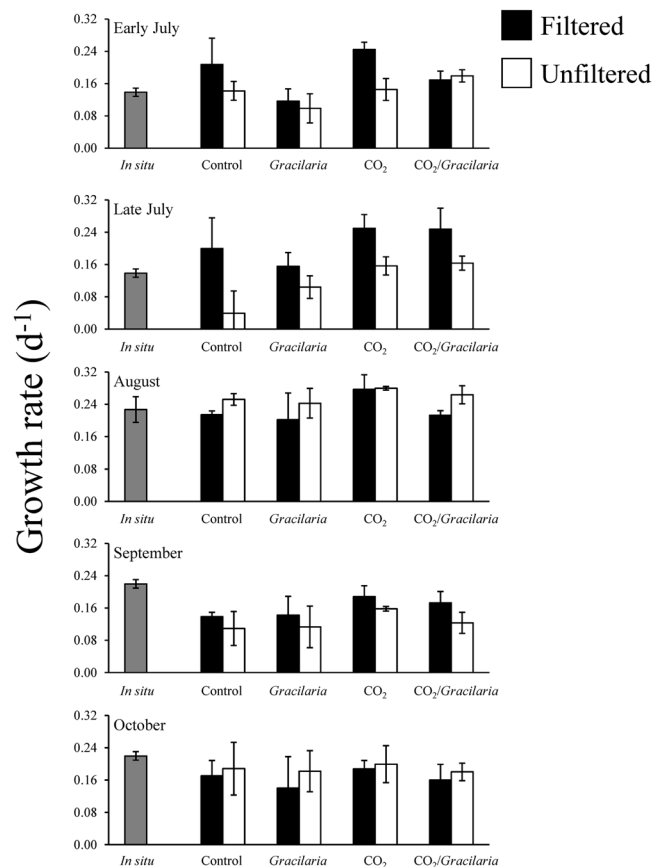 Filtered
Unfiltered
Growth rate (d⁻¹)
Early July
0.32
0.24
0.16
0.08
0.00
In situ Control Gracilaria CO₂ CO₂/Gracilaria
Late July
0.32
0.24
0.16
0.08
0.00
In situ Control Gracilaria CO₂ CO₂/Gracilaria
August
0.32
0.24
0.16
0.08
0.00
In situ Control Gracilaria CO₂ CO₂/Gracilaria
September
0.32
0.24
0.16
0.08
0.00
In situ Control Gracilaria CO₂ CO₂/Gracilaria
October
0.32
0.24
0.16
0.08
0.00
In situ Control Gracilaria CO₂ CO₂/Gracilaria